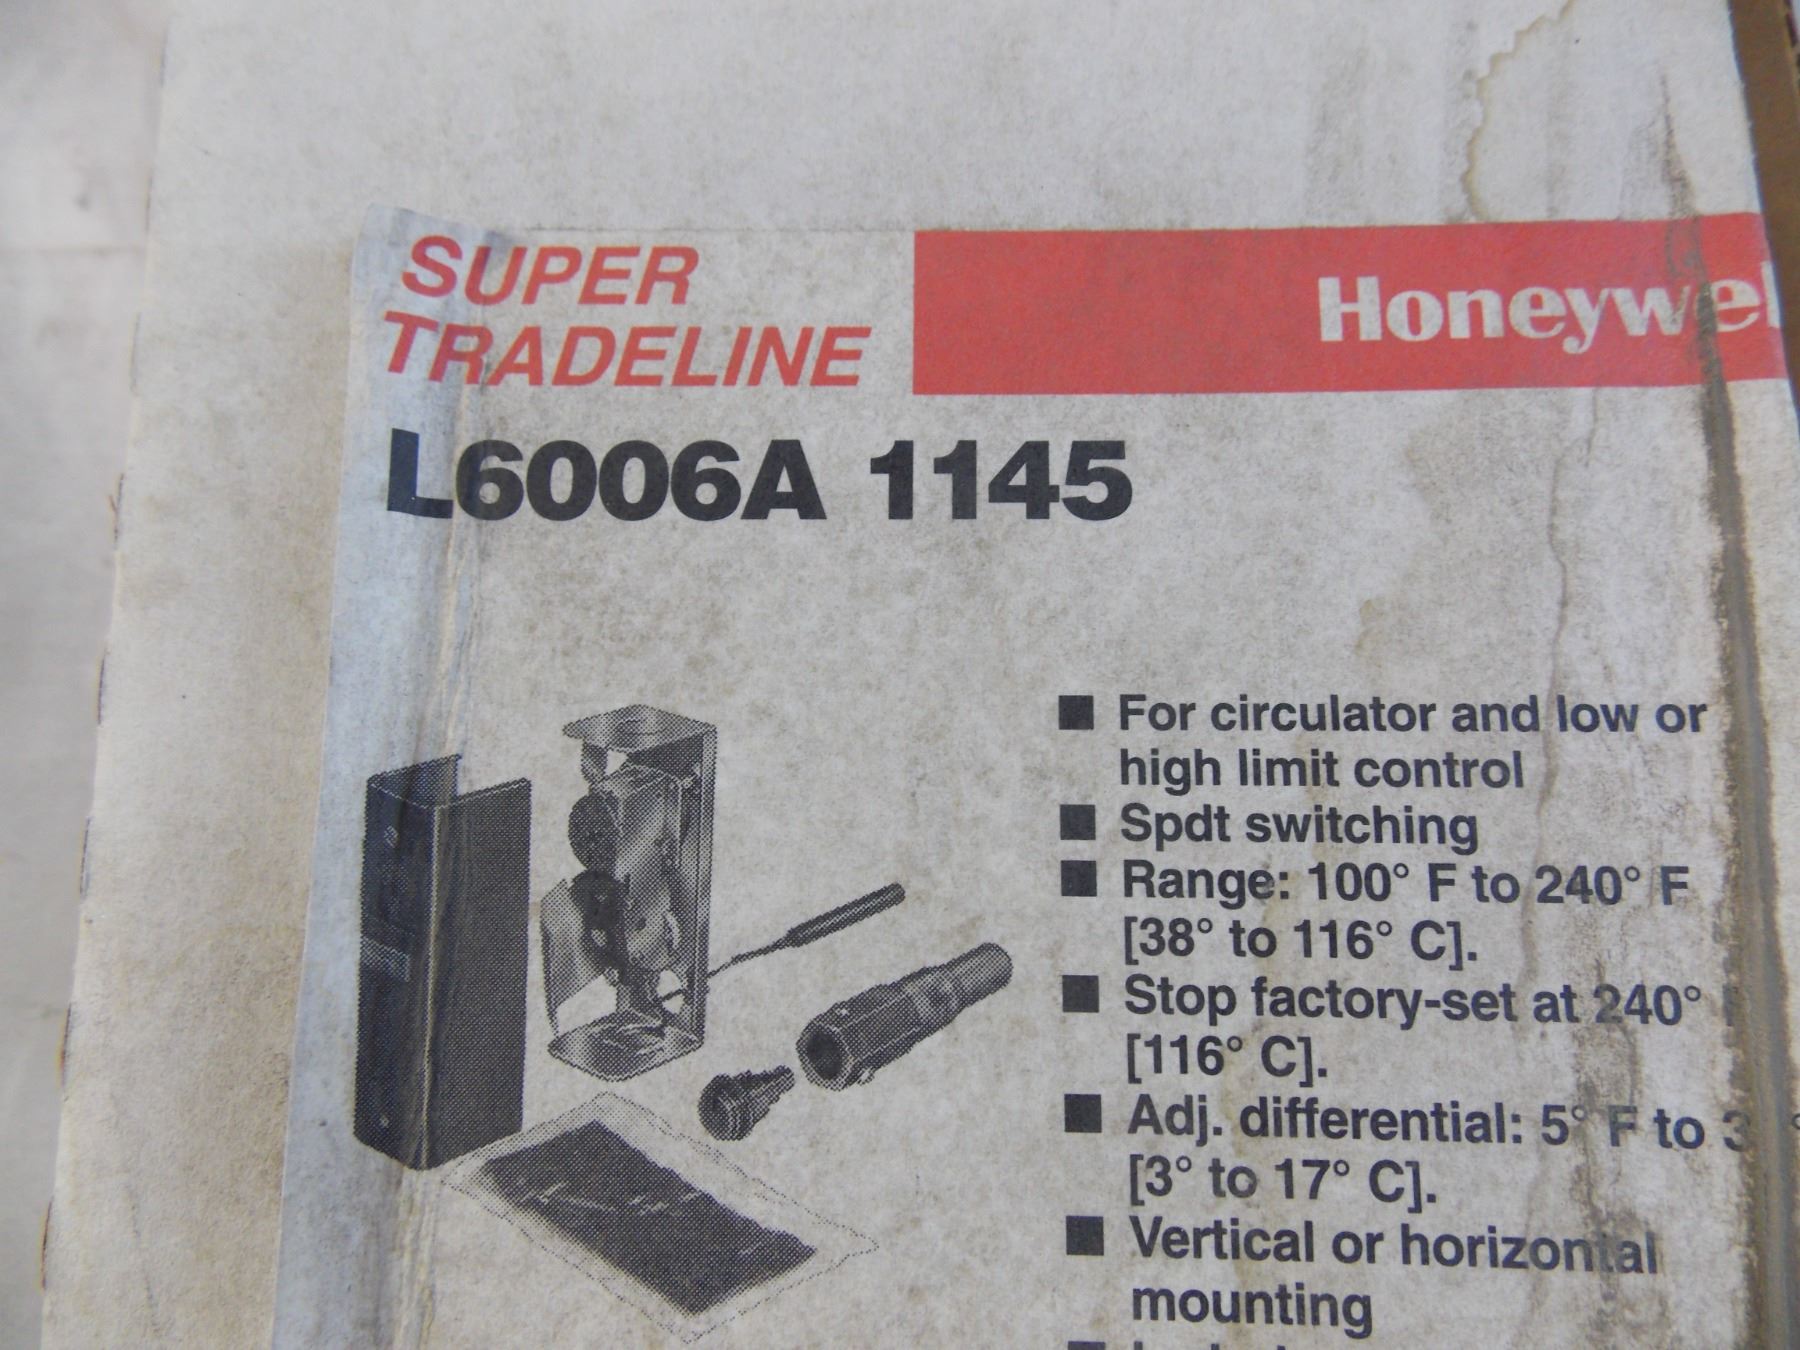 SUPER
TRADELINE
Honeywel
L6006A 1145
■ For circulator and low or
high limit control
■ Spdt switching
■ Range: 100° F to 240° F
[38° to 116° C].
■ Stop factory-set at 240° F
[116° C].
■ Adj. differential: 5° F to
[3° to 17° C].
■ Vertical or horizontal
mounting